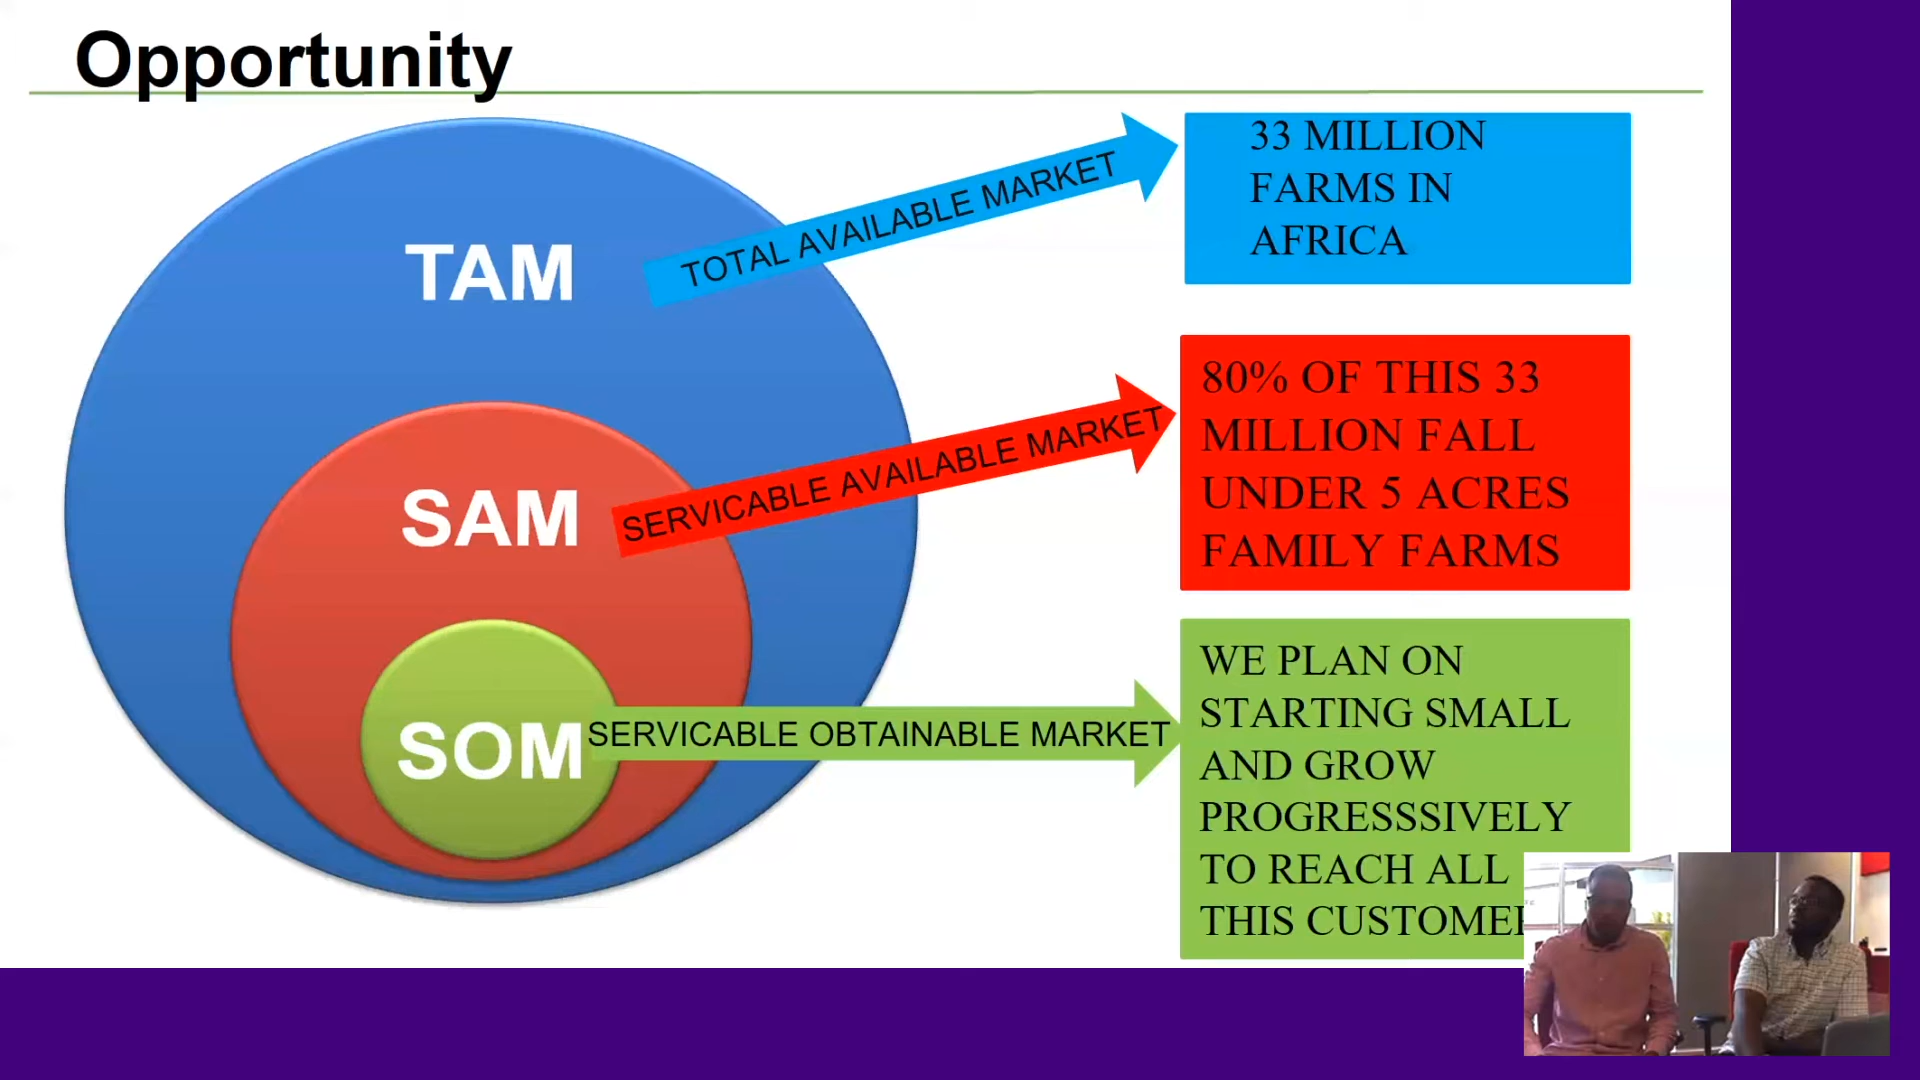 Opportunity
TAM
TOTAL AVAILABLE MARKET
33 MILLION
FARMS IN
AFRICA
SAM
SERVICABLE AVAILABLE MARKET
80% OF THIS 33
MILLION FALL
UNDER 5 ACRES
FAMILY FARMS
SOM
SERVICABLE OBTAINABLE MARKET
WE PLAN ON
STARTING SMALL
AND GROW
PROGRESSSIVELY
TO REACH ALL
THIS